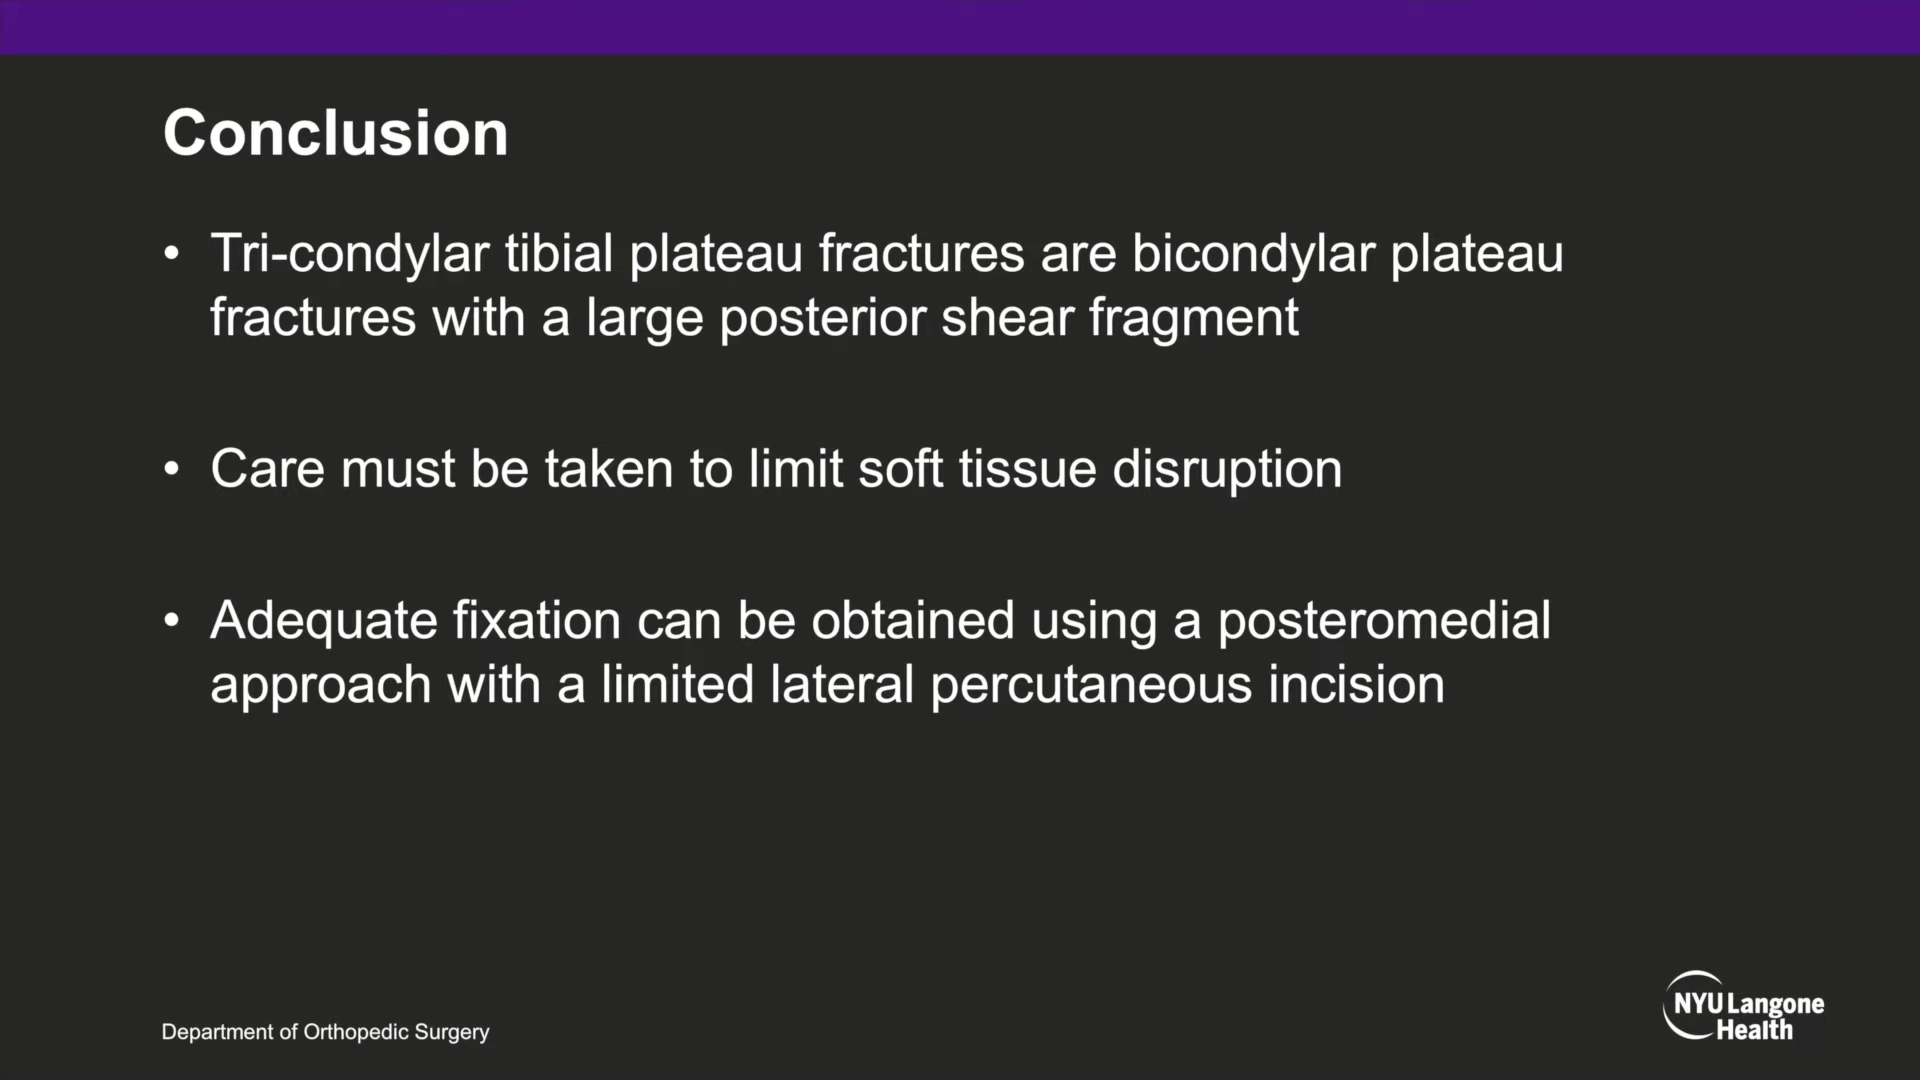 Conclusion
• Tri-condylar tibial plateau fractures are bicondylar plateau
fractures with a large posterior shear fragment
• Care must be taken to limit soft tissue disruption
• Adequate fixation can be obtained using a posteromedial
approach with a limited lateral percutaneous incision
Department of Orthopedic Surgery
NYU Langone
Health